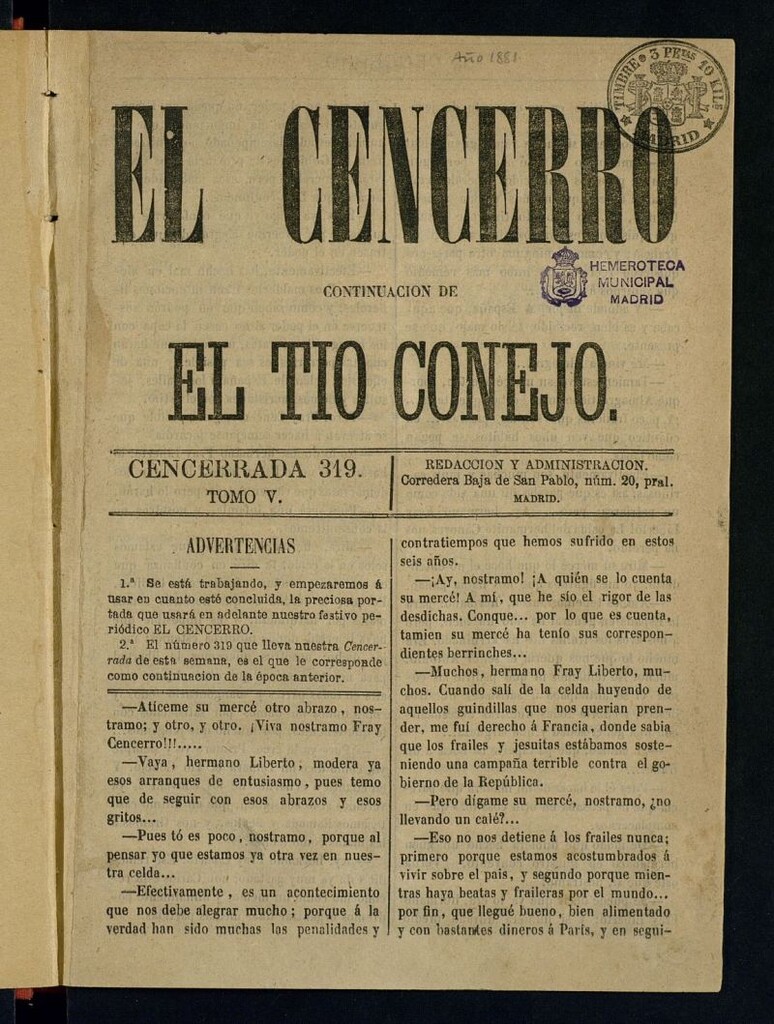 Año 1881
TIMBRE 3 PETAS 10 KILS
MADRID
EL CENCERRO
HEMEROTECA
MUNICIPAL
MADRID
CONTINUACION DE
EL TIO CONEJO.
CENCERRADA 319.
TOMO V.
REDACCION Y ADMINISTRACION.
Corredera Baja de San Pablo, núm. 20, pral.
MADRID.
ADVERTENCIAS
1.ª Se está trabajando, y empezaremos á
usar en cuanto esté concluida, la preciosa por-
tada que usará en adelante nuestro festivo pe-
riódico EL CENCERRO.
2.ª El número 319 que lleva nuestra Cencer-
rada de esta semana, es el que le corresponde
como continuacion de la época anterior.
—Atíceme su mercé otro abrazo, nos-
tramo; y otro, y otro. ¡Viva nostramo Fray
Cencerro!!!.....
—Vaya, hermano Liberto, modera ya
esos arranques de entusiasmo, pues temo
que de seguir con esos abrazos y esos
gritos...
—Pues tó es poco, nostramo, porque al
pensar yo que estamos ya otra vez en nues-
tra celda...
—Efectivamente, es un acontecimiento
que nos debe alegrar mucho; porque á la
verdad han sido muchas las penalidades y
contratiempos que hemos sufrido en estos
seis años.
—¡Ay, nostramo! ¡A quién se lo cuenta
su mercé! A mí, que he sío el rigor de las
desdichas. Conque... por lo que es cuenta,
tamien su mercé ha tenío sus correspon-
dientes berrinches...
—Muchos, hermano Fray Liberto, mu-
chos. Cuando salí de la celda huyendo de
aquellos guindillas que nos querian pren-
der, me fuí derecho á Francia, donde sabia
que los frailes y jesuitas estábamos soste-
niendo una campaña terrible contra el go-
bierno de la República.
—Pero dígame su mercé, nostramo, ¿no
llevando un calé?...
—Eso no nos detiene á los frailes nunca;
primero porque estamos acostumbrados á
vivir sobre el pais, y segundo porque mien-
tras haya beatas y fraileras por el mundo...
por fin, que llegué bueno, bien alimentado
y con bastantes dineros á París, y en segui-